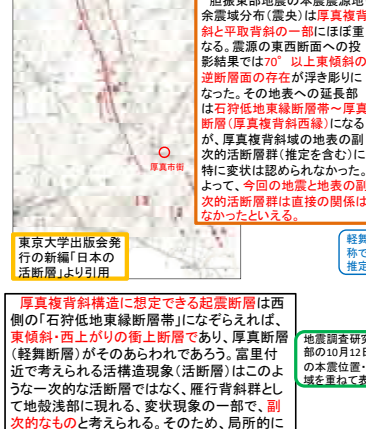 胆振東部地震の本震震源地
余震域分布(震央)は厚真複背
斜と平取背斜の一部にほぼ重
なる。震源の東西断面への投
影結果では70°以上東傾斜の
逆断層面の存在が浮き彫りに
なった。その地表への延長部
は石狩低地東縁断層帯～厚真
断層(厚真複背斜西縁)になる
が、厚真複背斜域の地表の副
次的活断層群(推定を含む)に
特に変状は認められなかった。
よって、今回の地震と地表の副
次的活断層群は直接の関係は
なかったといえる。
厚真市街
東京大学出版会発
行の新編「日本の
活断層」より引用
軽舞
称で
推定
厚真複背斜構造に想定できる起震断層は西
側の「石狩低地東縁断層帯」になぞらえれば、
東傾斜・西上がりの衝上断層であり、厚真断層
(軽舞断層)がそのあらわれであろう。富里付
近で考えられる活構造現象(活断層)はこのよ
うな一次的な活断層ではなく、雁行背斜群とし
て地殻浅部に現れる、変状現象の一部で、副
次的なものと考えられる。そのため、局所的に
地震調査研究
部の10月12日
の本震位置・
域を重ねて表